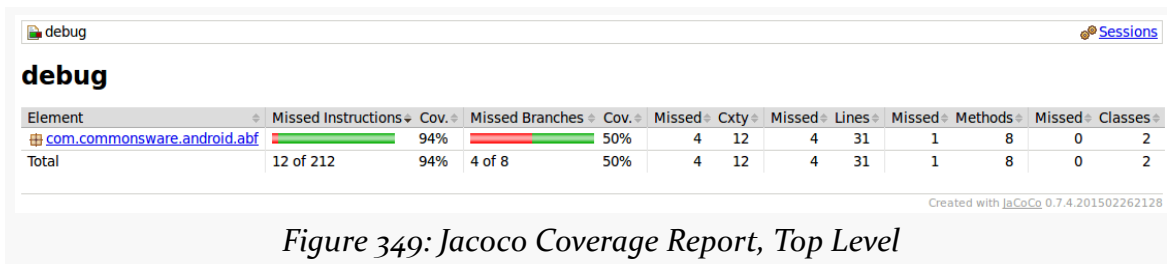 debug Sessions
debug
Element Missed Instructions Cov. Missed Branches Cov. Missed Cxty Missed Lines Missed Methods Missed Classes
com.commonsware.android.abf 94% 50% 4 12 4 31 1 8 0 2
Total 12 of 212 94% 4 of 8 50% 4 12 4 31 1 8 0 2
Created with JaCoCo 0.7.4.201502262128
Figure 349: Jacoco Coverage Report, Top Level